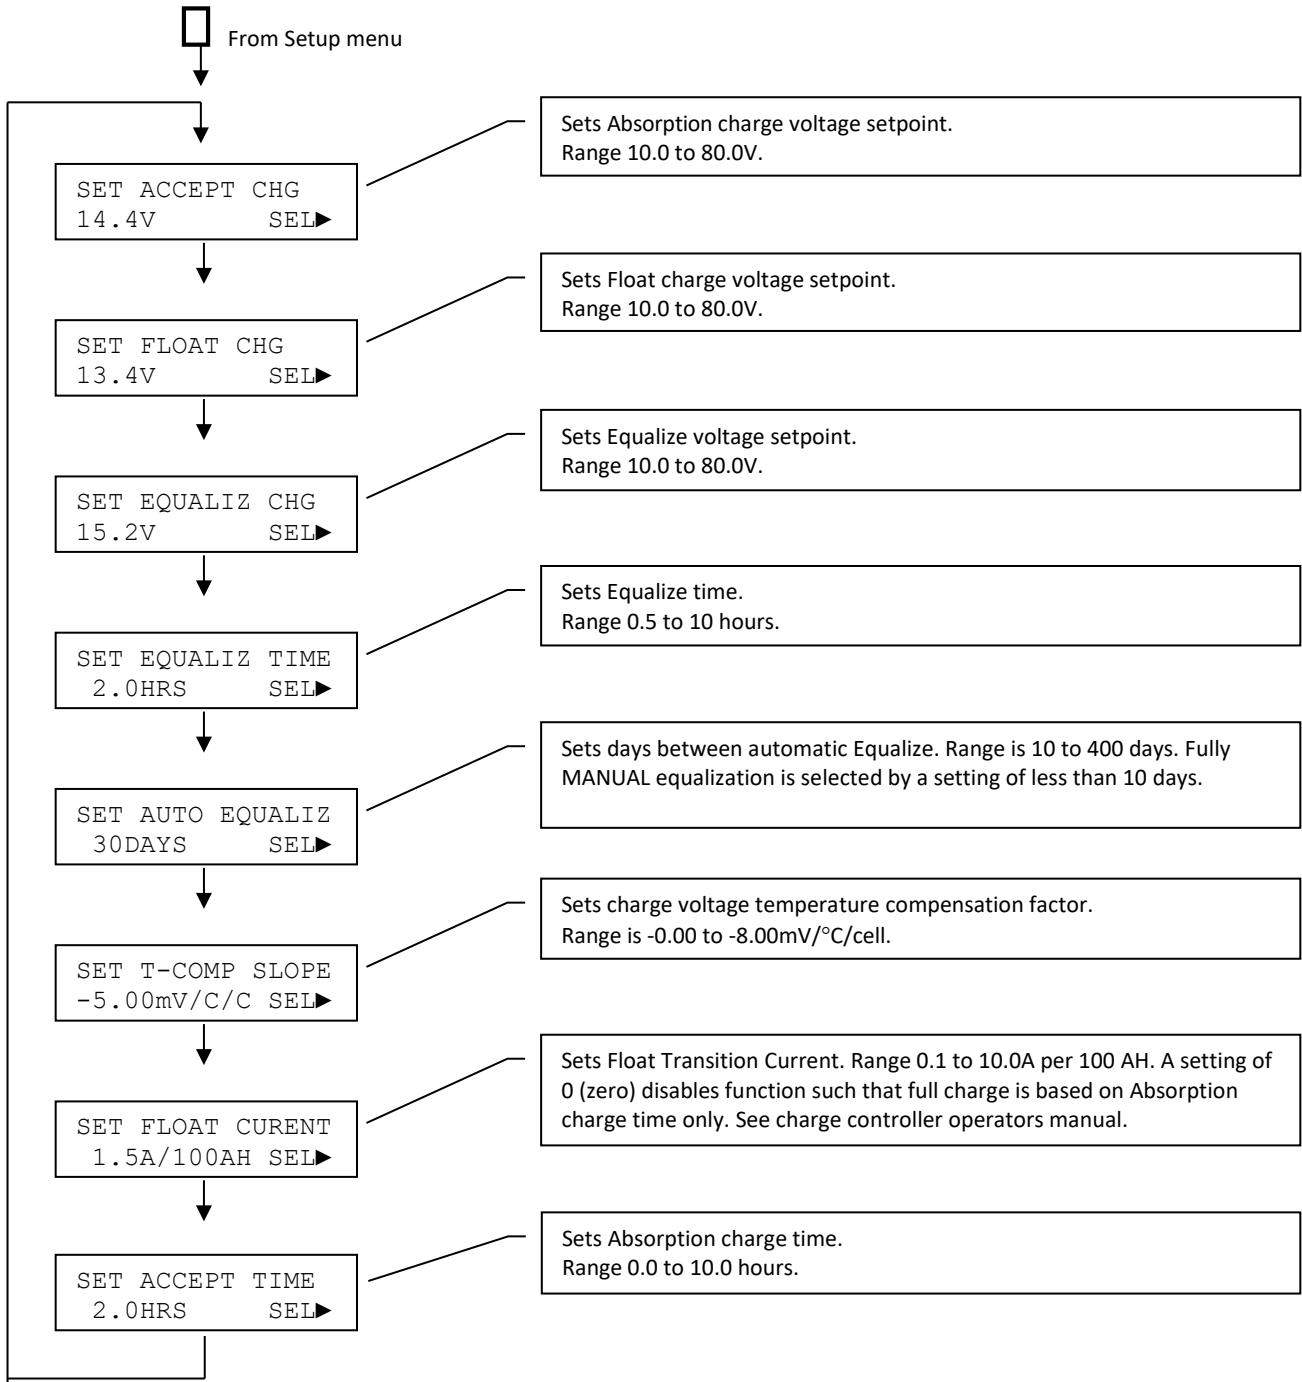 From Setup menu
SET ACCEPT CHG
14.4V SEL►
Sets Absorption charge voltage setpoint.
Range 10.0 to 80.0V.
SET FLOAT CHG
13.4V SEL►
Sets Float charge voltage setpoint.
Range 10.0 to 80.0V.
SET EQUALIZ CHG
15.2V SEL►
Sets Equalize voltage setpoint.
Range 10.0 to 80.0V.
SET EQUALIZ TIME
2.0HRS SEL►
Sets Equalize time.
Range 0.5 to 10 hours.
SET AUTO EQUALIZ
30DAYS SEL►
Sets days between automatic Equalize. Range is 10 to 400 days. Fully
MANUAL equalization is selected by a setting of less than 10 days.
SET T-COMP SLOPE
-5.00mV/C/C SEL►
Sets charge voltage temperature compensation factor.
Range is -0.00 to -8.00mV/°C/cell.
SET FLOAT CURENT
1.5A/100AH SEL►
Sets Float Transition Current. Range 0.1 to 10.0A per 100 AH. A setting of
0 (zero) disables function such that full charge is based on Absorption
charge time only. See charge controller operators manual.
SET ACCEPT TIME
2.0HRS SEL►
Sets Absorption charge time.
Range 0.0 to 10.0 hours.